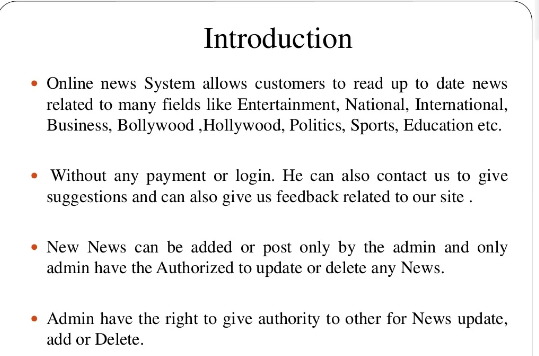 Introduction
• Online news System allows customers to read up to date news
related to many fields like Entertainment, National, International,
Business, Bollywood ,Hollywood, Politics, Sports, Education etc.
• Without any payment or login. He can also contact us to give
suggestions and can also give us feedback related to our site .
• New News can be added or post only by the admin and only
admin have the Authorized to update or delete any News.
• Admin have the right to give authority to other for News update,
add or Delete.